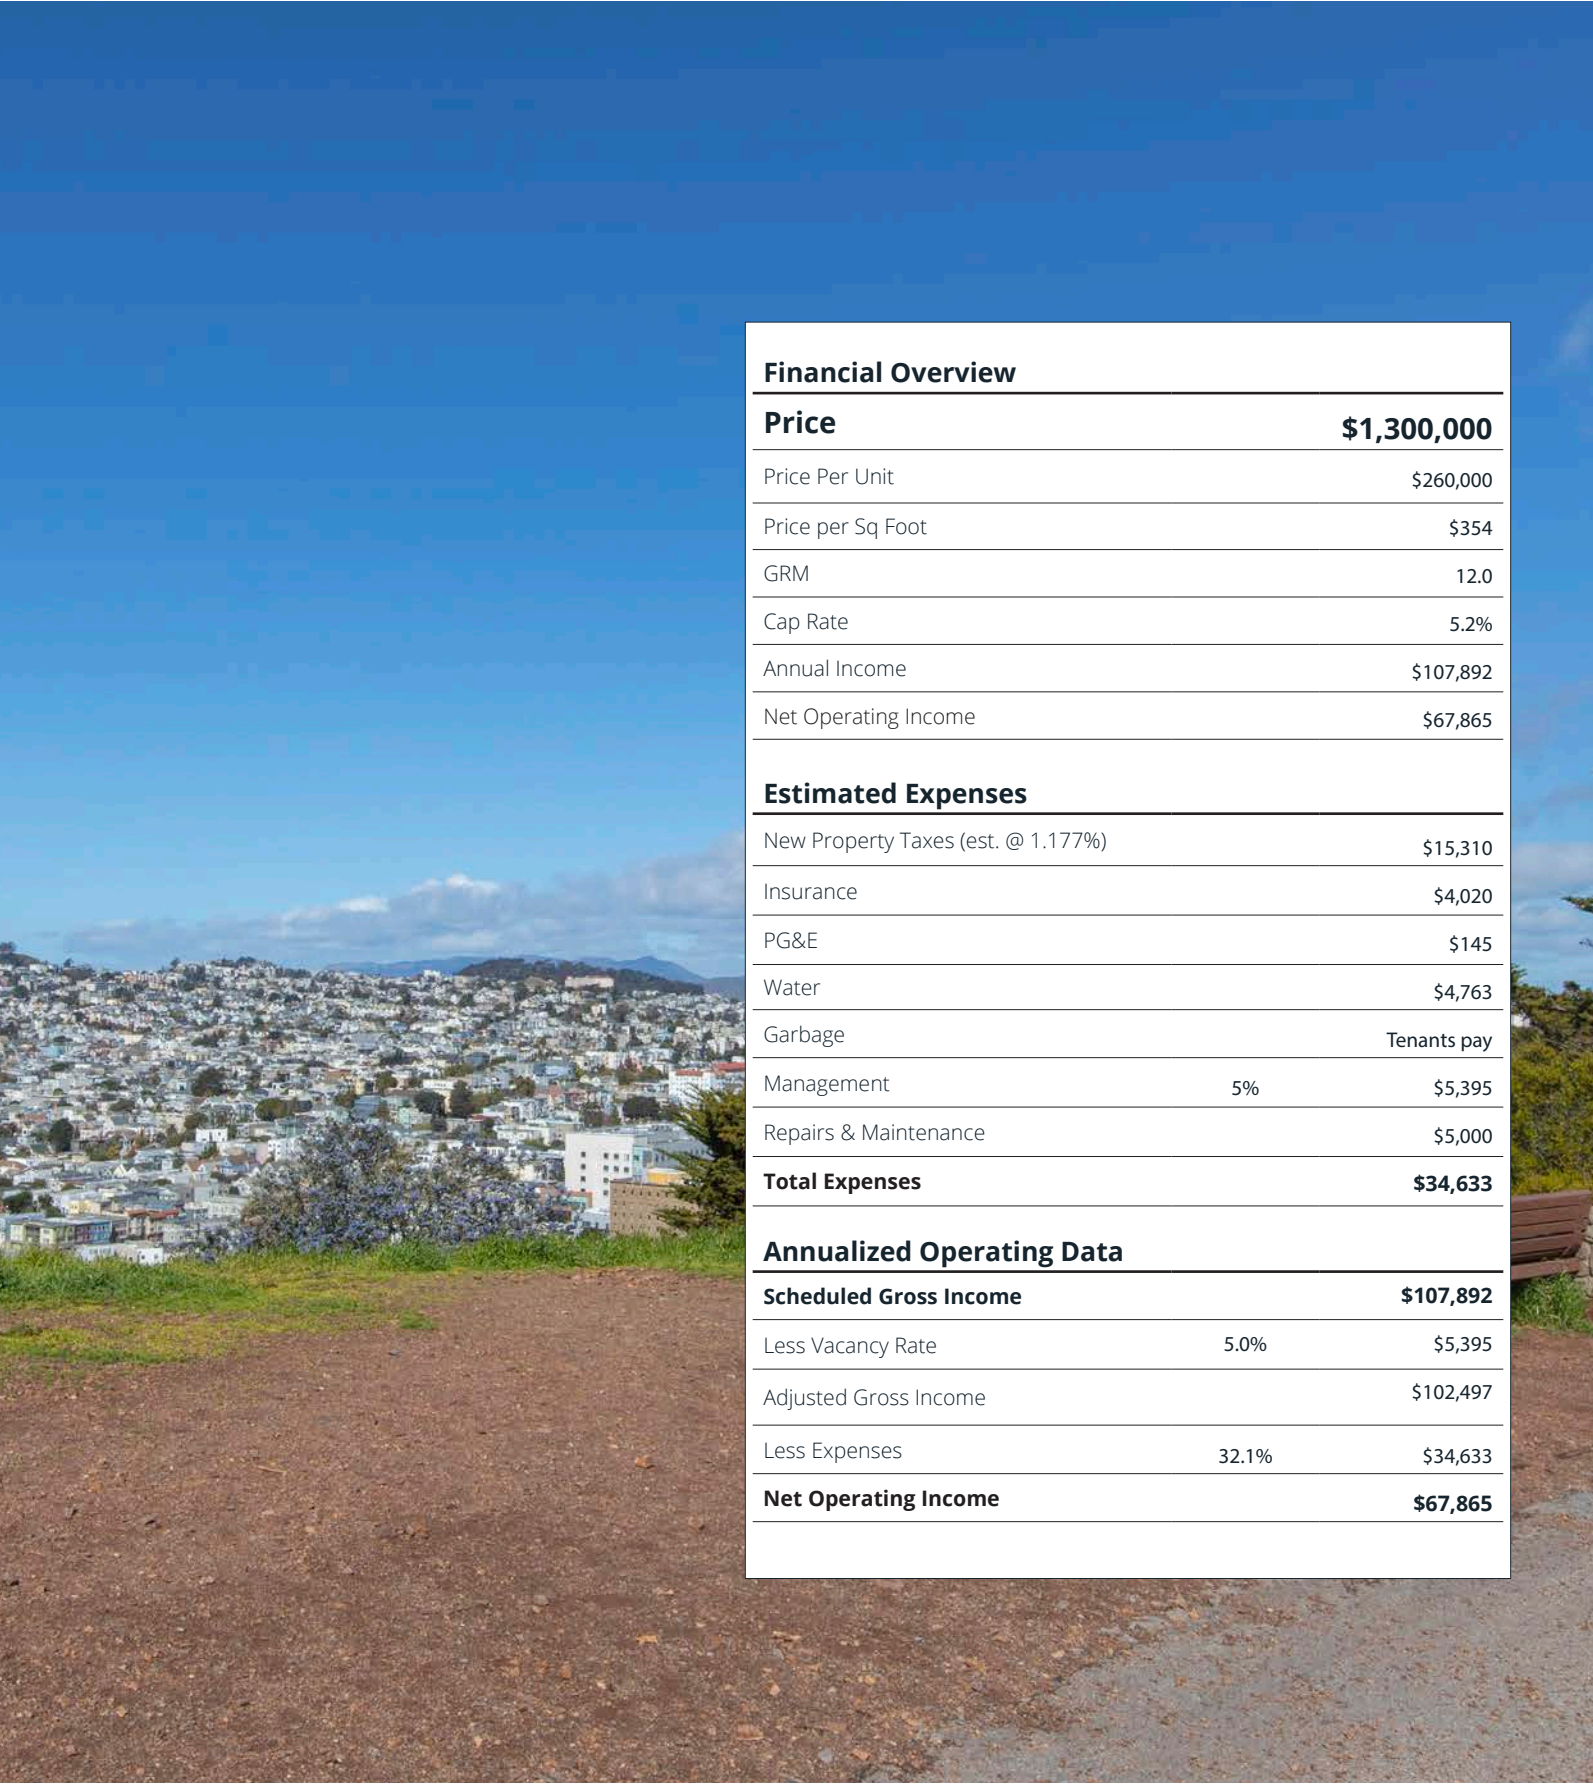 Financial Overview
Price $1,300,000
Price Per Unit $260,000
Price per Sq Foot $354
GRM 12.0
Cap Rate 5.2%
Annual Income $107,892
Net Operating Income $67,865
Estimated Expenses
New Property Taxes (est. @ 1.177%) $15,310
Insurance $4,020
PG&E $145
Water $4,763
Garbage Tenants pay
Management 5% $5,395
Repairs & Maintenance $5,000
Total Expenses $34,633
Annualized Operating Data
Scheduled Gross Income $107,892
Less Vacancy Rate 5.0% $5,395
Adjusted Gross Income $102,497
Less Expenses 32.1% $34,633
Net Operating Income $67,865